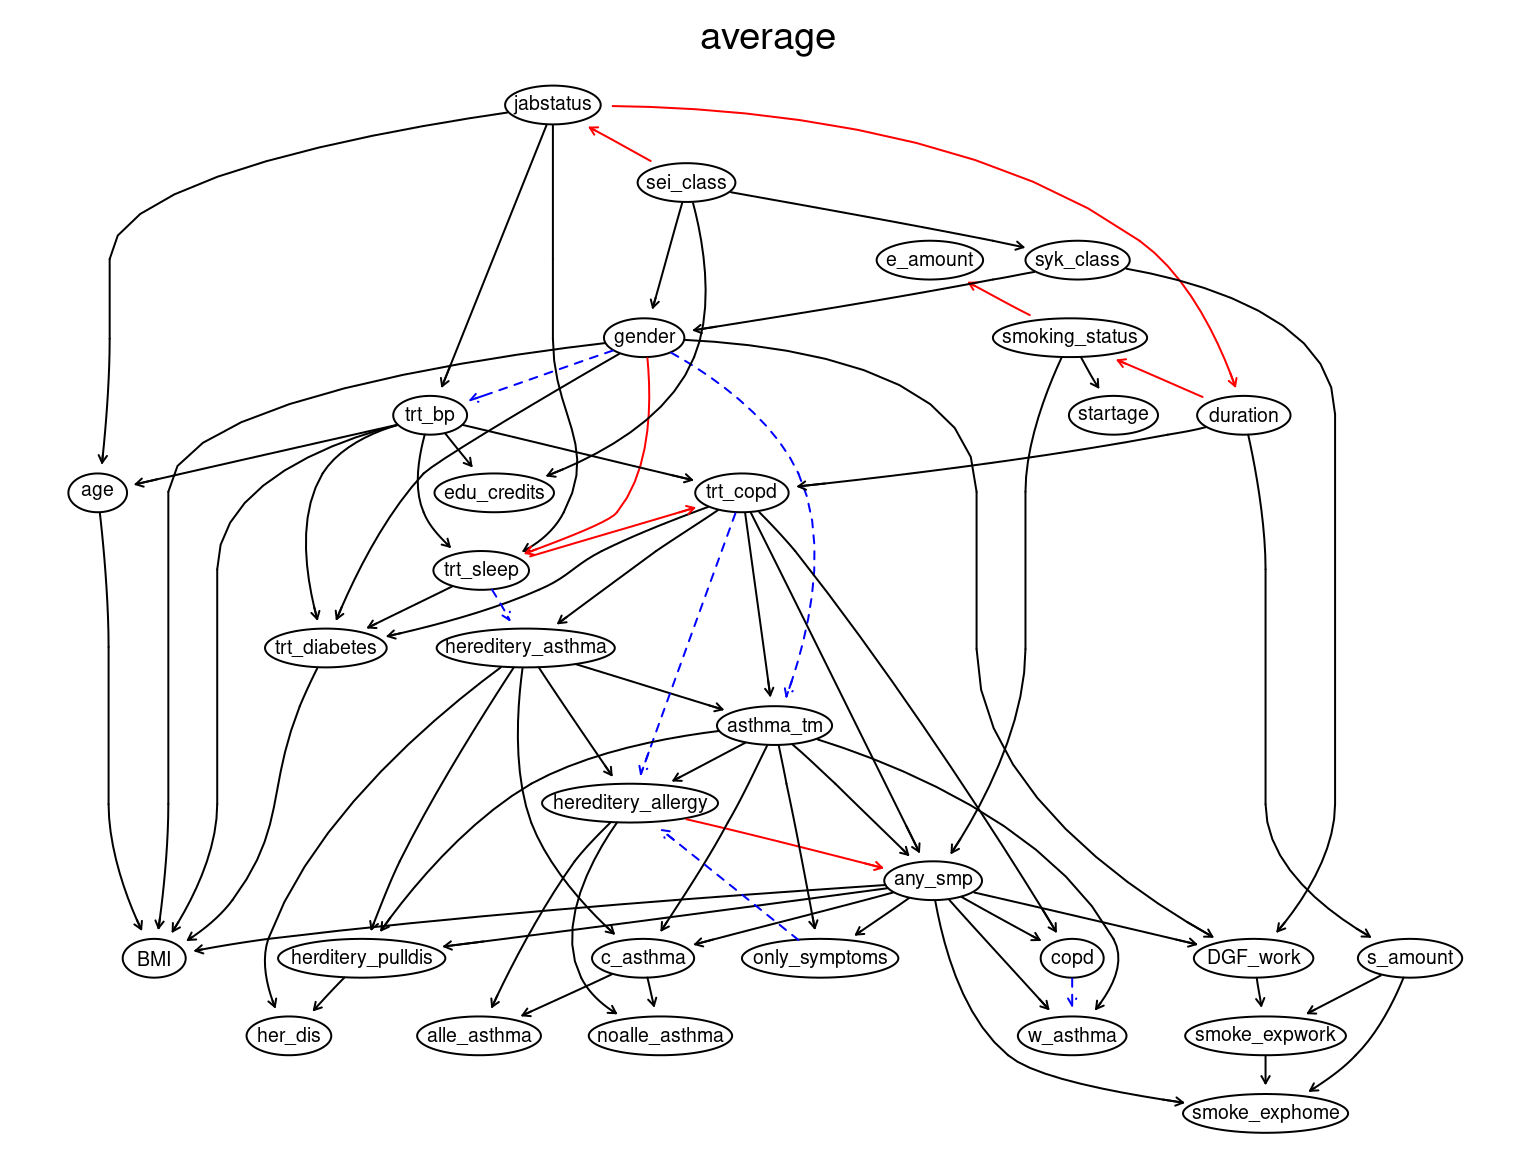 average
jabstatus
sei_class
e_amount
syk_class
gender
smoking_status
trt_bp
startage
duration
age
edu_credits
trt_copd
trt_sleep
trt_diabetes
hereditery_asthma
asthma_tm
hereditery_allergy
any_smp
BMI
herditery_pulldis
c_asthma
only_symptoms
copd
DGF_work
s_amount
her_dis
alle_asthma
noalle_asthma
w_asthma
smoke_expwork
smoke_exphome